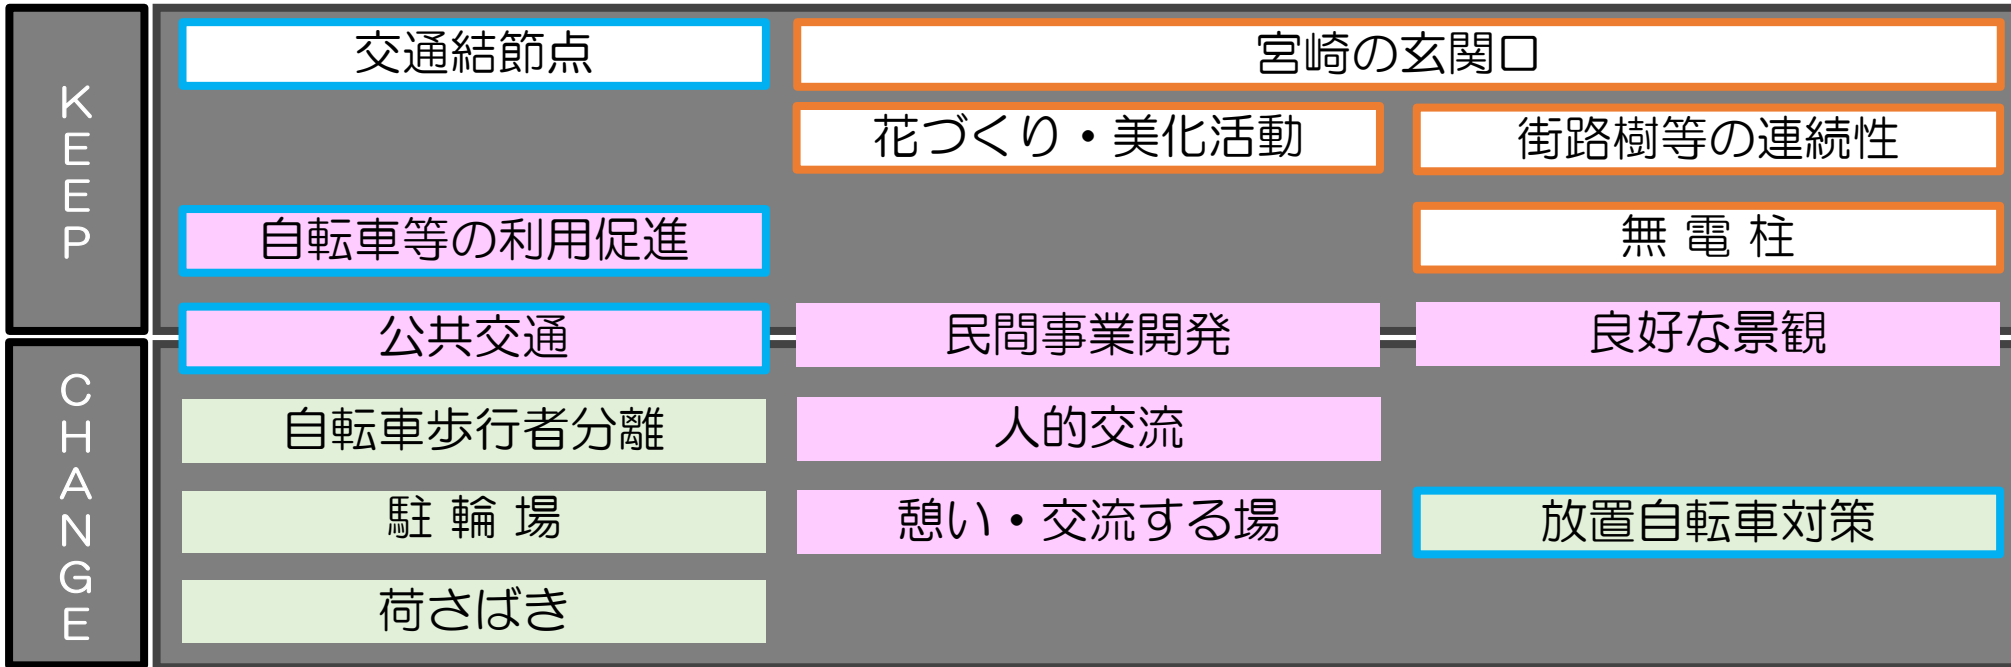 KEEP
交通結節点
宮崎の玄関口
花づくり・美化活動
街路樹等の連続性
自転車等の利用促進
無電柱
公共交通
民間事業開発
良好な景観
CHANGE
自転車歩行者分離
人的交流
駐輪場
憩い・交流する場
放置自転車対策
荷さばき